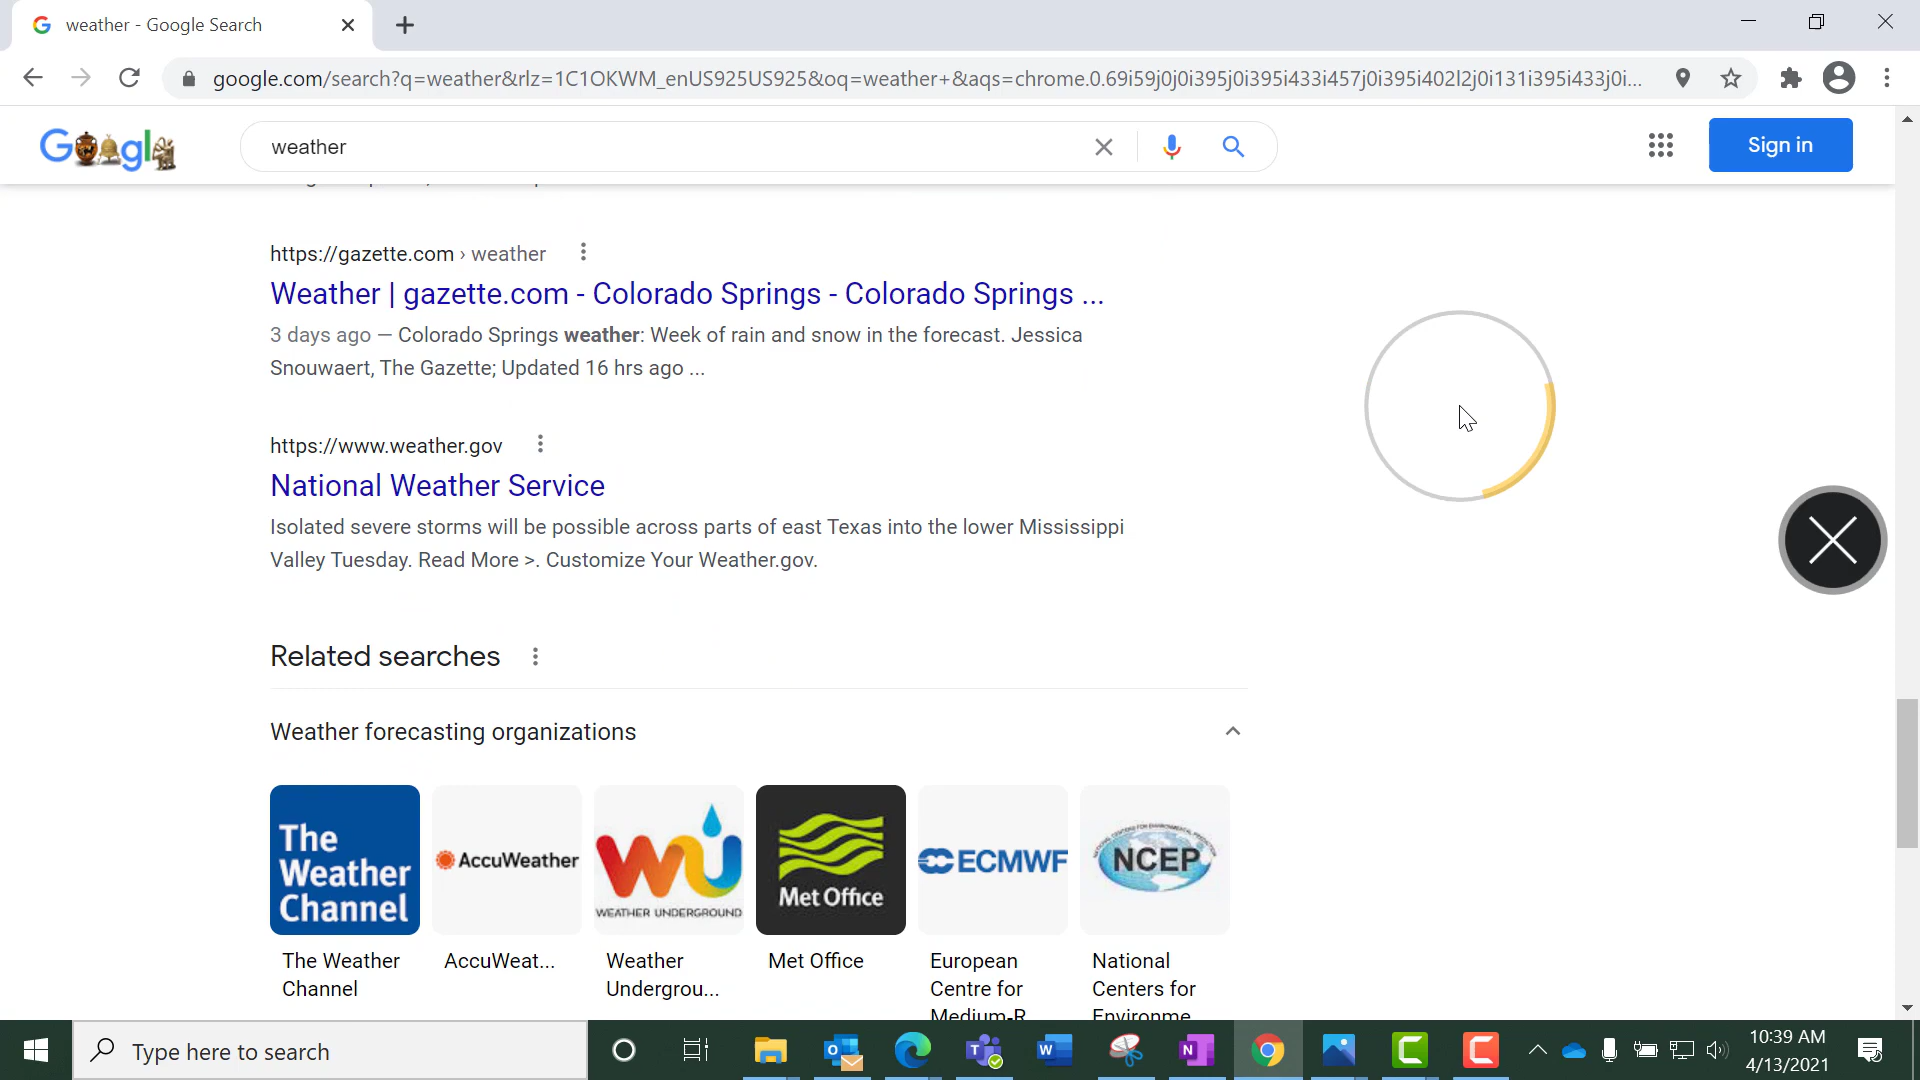 weather - Google Search
google.com/search?q=weather&rlz=1C1OKWM_enUS925US925&oq=weather+&aqs=chrome.0.69i59j0j0i395j0i395i433i457j0i395i402l2j0i131i395i433j0i...
Google
weather
Sign in
https://gazette.com › weather
Weather | gazette.com - Colorado Springs - Colorado Springs ...
3 days ago — Colorado Springs weather: Week of rain and snow in the forecast. Jessica
Snouwaert, The Gazette; Updated 16 hrs ago ...
https://www.weather.gov
National Weather Service
Isolated severe storms will be possible across parts of east Texas into the lower Mississippi
Valley Tuesday. Read More >. Customize Your Weather.gov.
Related searches
Weather forecasting organizations
The
Weather
Channel
AccuWeather
WU
WEATHER UNDERGROUND
Met Office
ECMWF
NCEP
The Weather
Channel
AccuWeat...
Weather
Undergrou...
Met Office
European
Centre for
Medium-R
National
Centers for
Environme
Type here to search
10:39 AM
4/13/2021